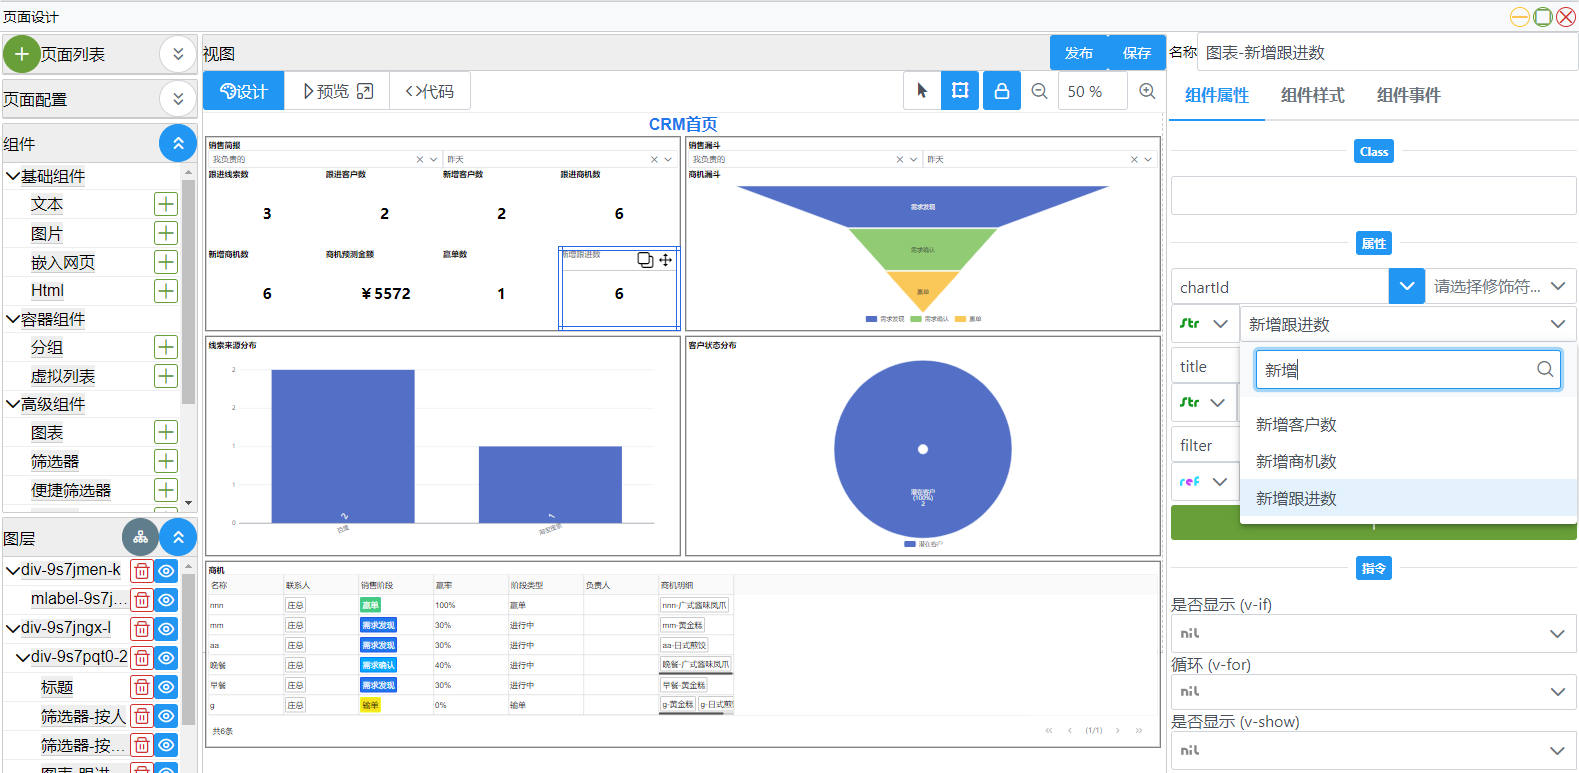 页面设计
页面列表
页面配置
组件
基础组件
文本
图片
嵌入网页
Html
容器组件
分组
虚拟列表
高级组件
图表
筛选器
便捷筛选器
图层
div-9s7jmen-k
mlabel-9s7j...
div-9s7jngx-l
div-9s7pqt0-2
标题
筛选器-按人
筛选器-按...
图表-跟进
视图
发布 保存
设计 预览 代码
50 %
CRM首页
销售简报
我负责的 昨天
跟进线索数 跟进客户数 新增客户数 跟进商机数
3 2 2 6
新增商机数 商机预测金额 赢单数 新增跟进数
6 ¥5572 1 6
销售漏斗
我负责的 昨天
商机漏斗
需求发现
需求确认
赢单
需求发现 需求确认 赢单
线索来源分布
2
2
1
1
0
2 1
百度
客户状态分布
潜在客户
(100%)
2
潜在客户
商机
名称 联系人 销售阶段 赢率 阶段类型 负责人 商机明细
nnn 庄总 赢单 100% 赢单 nnn-广式酱味凤爪
mm 庄总 需求发现 30% 进行中 mm-黄金糕
aa 庄总 需求发现 30% 进行中 aa-日式煎饺
晚餐 庄总 需求确认 40% 进行中 晚餐-广式酱味凤爪
早餐 庄总 需求发现 30% 进行中 早餐-黄金糕
g 庄总 输单 0% 输单 g-黄金糕 g-日式煎
共6条
(1/1)
名称 图表-新增跟进数
组件属性 组件样式 组件事件
Class
属性
chartId 请选择修饰符...
Str 新增跟进数
title 新增
Str
新增客户数
filter
新增商机数
ref
新增跟进数
指令
是否显示 (v-if)
nil
循环 (v-for)
nil
是否显示 (v-show)
nil